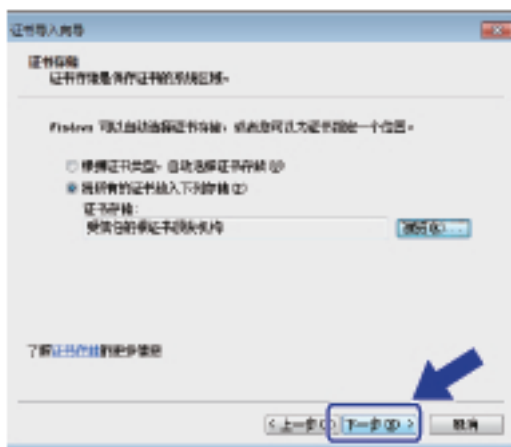 证书导入向导
证书存储
证书存储是保存证书的系统区域。
Windows 可以自动选择证书存储，或者您可以为证书指定一个位置。
根据证书类型，自动选择证书存储(U)
将所有的证书放入下列存储(P)
证书存储:
受信任的根证书颁发机构
浏览(R)...
了解证书存储的更多信息
< 上一步(B)
下一步(N) >
取消